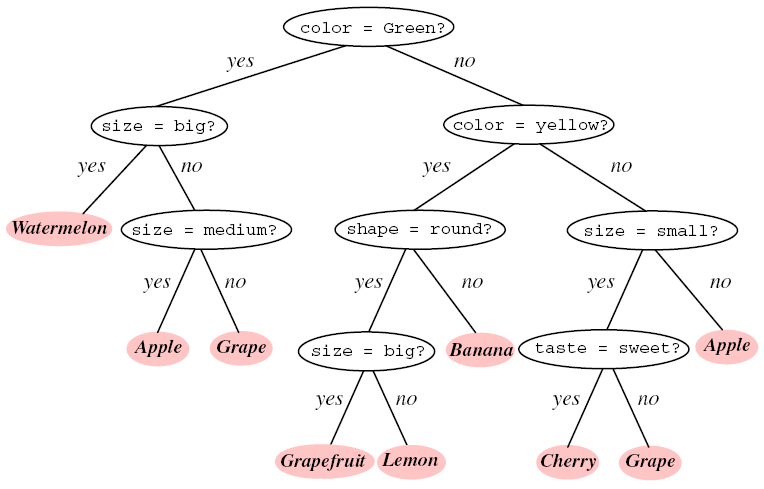 color = Green?
yes
no
size = big?
color = yellow?
yes
no
yes
no
Watermelon
size = medium?
shape = round?
size = small?
yes
no
yes
no
yes
no
Apple
Grape
size = big?
Banana
taste = sweet?
Apple
yes
no
yes
no
Grapefruit
Lemon
Cherry
Grape